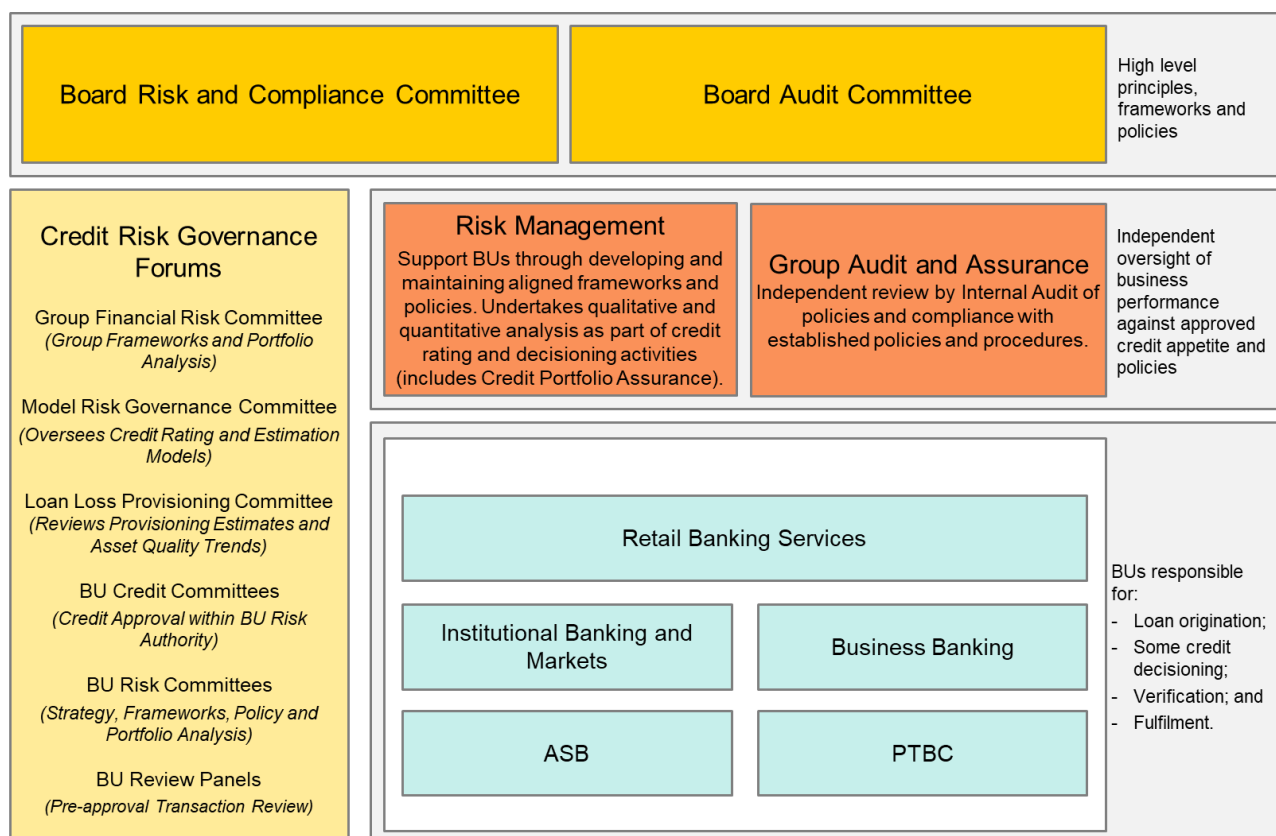 Board Risk and Compliance Committee
Board Audit Committee
High level
principles,
frameworks and
policies
Credit Risk Governance
Forums
Group Financial Risk Committee
(Group Frameworks and Portfolio
Analysis)
Model Risk Governance Committee
(Oversees Credit Rating and Estimation
Models)
Loan Loss Provisioning Committee
(Reviews Provisioning Estimates and
Asset Quality Trends)
BU Credit Committees
(Credit Approval within BU Risk
Authority)
BU Risk Committees
(Strategy, Frameworks, Policy and
Portfolio Analysis)
BU Review Panels
(Pre-approval Transaction Review)
Risk Management
Support BUs through developing and
maintaining aligned frameworks and
policies. Undertakes qualitative and
quantitative analysis as part of credit
rating and decisioning activities
(includes Credit Portfolio Assurance).
Group Audit and Assurance
Independent review by Internal Audit of
policies and compliance with
established policies and procedures.
Independent
oversight of
business
performance
against approved
credit appetite and
policies
Retail Banking Services
Institutional Banking and
Markets
Business Banking
ASB
PTBC
BUs responsible
for:
- Loan origination;
- Some credit
decisioning;
- Verification; and
- Fulfilment.